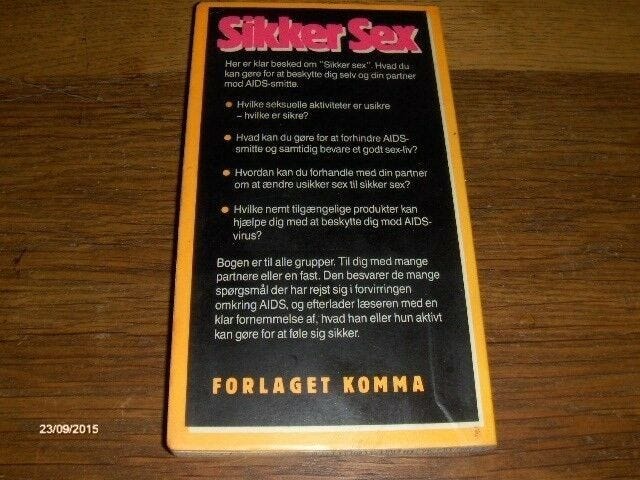 Sikker Sex
Her er klar besked om "Sikker sex". Hvad du
kan gøre for at beskytte dig selv og din partner
mod AIDS-smitte.
• Hvilke seksuelle aktiviteter er usikre
– hvilke er sikre?
• Hvad kan du gøre for at forhindre AIDS-
smitte og samtidig bevare et godt sex-liv?
• Hvordan kan du forhandle med din partner
om at ændre usikker sex til sikker sex?
• Hvilke nemt tilgængelige produkter kan
hjælpe dig med at beskytte dig mod AIDS-
virus?
Bogen er til alle grupper. Til dig med mange
partnere eller en fast. Den besvarer de mange
spørgsmål der har rejst sig i forvirringen
omkring AIDS, og efterlader læseren med en
klar fornemmelse af, hvad han eller hun aktivt
kan gøre for at føle sig sikker.
FORLAGET KOMMA
23/09/2015